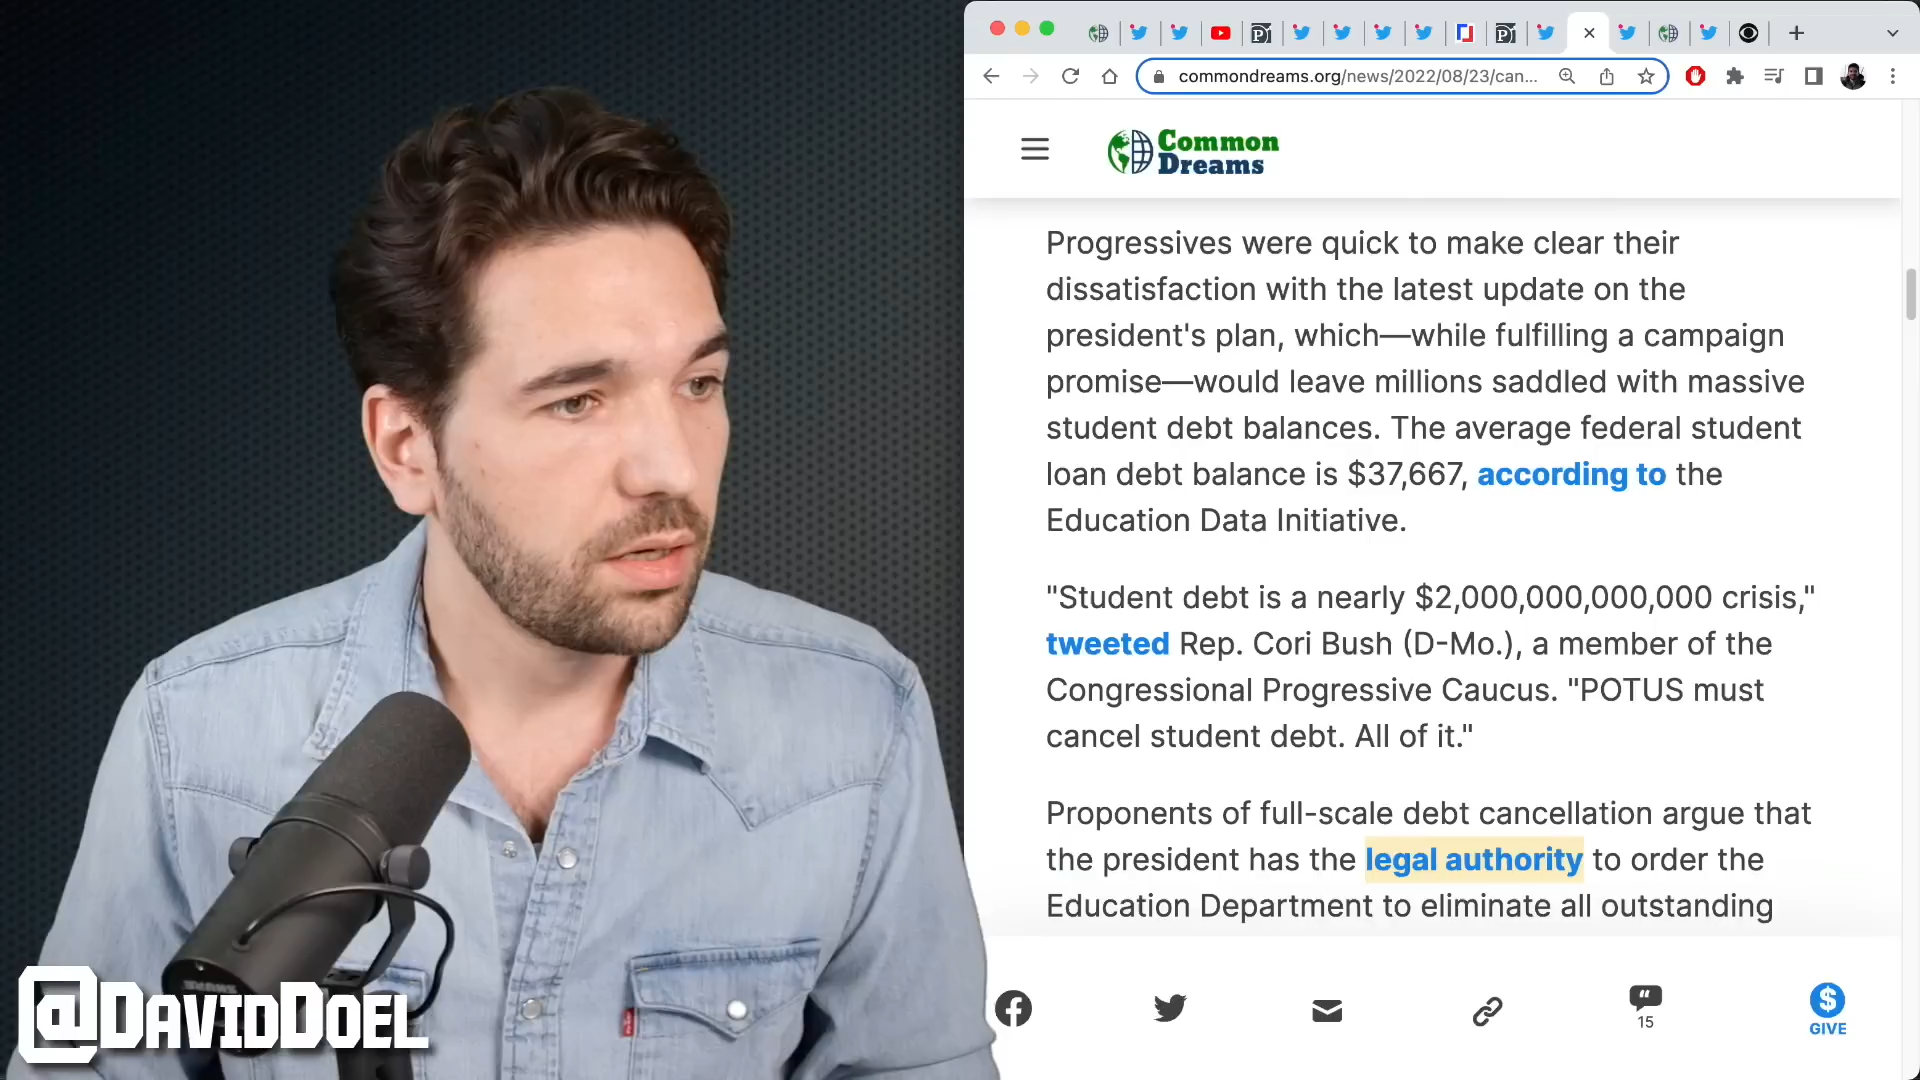 commondreams.org/news/2022/08/23/can...
Common
Dreams
Progressives were quick to make clear their
dissatisfaction with the latest update on the
president's plan, which—while fulfilling a campaign
promise—would leave millions saddled with massive
student debt balances. The average federal student
loan debt balance is $37,667, according to the
Education Data Initiative.
"Student debt is a nearly $2,000,000,000,000 crisis,"
tweeted Rep. Cori Bush (D-Mo.), a member of the
Congressional Progressive Caucus. "POTUS must
cancel student debt. All of it."
Proponents of full-scale debt cancellation argue that
the president has the legal authority to order the
Education Department to eliminate all outstanding
15
GIVE
@DavidDoel